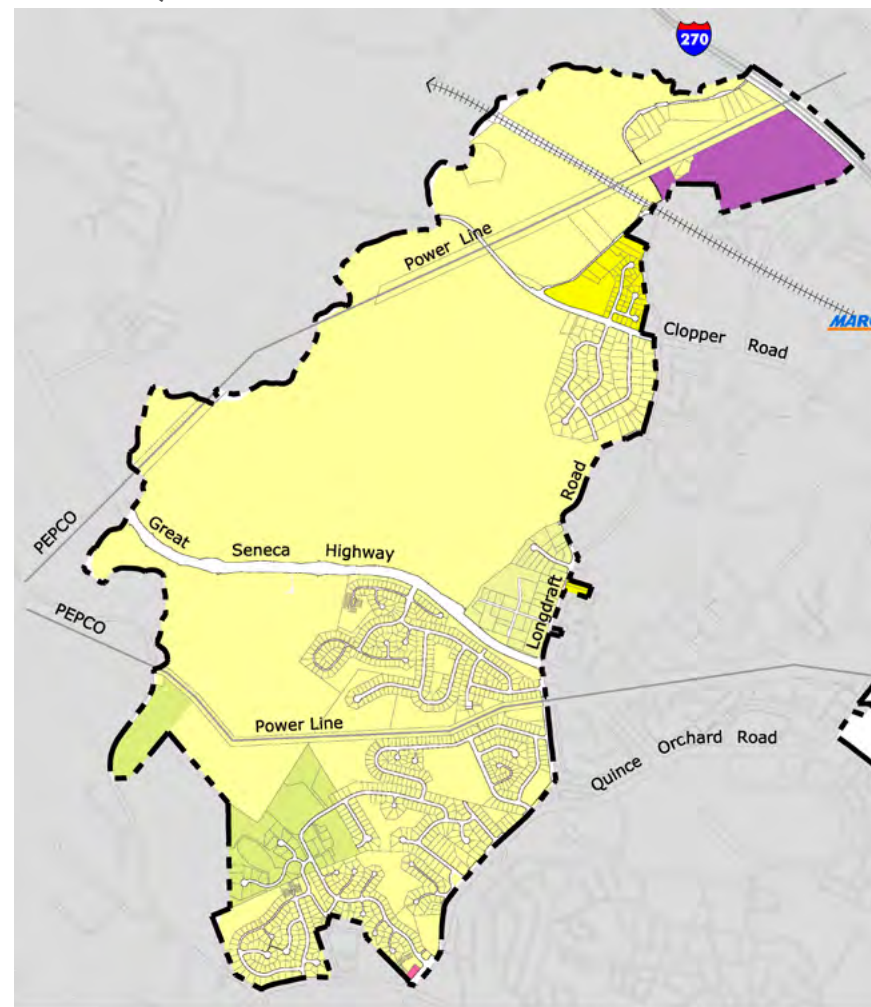 270
Power Line
Clopper Road
MARC
Road
Great Seneca Highway
PEPCO
Longdraft
PEPCO
Power Line
Quince Orchard Road